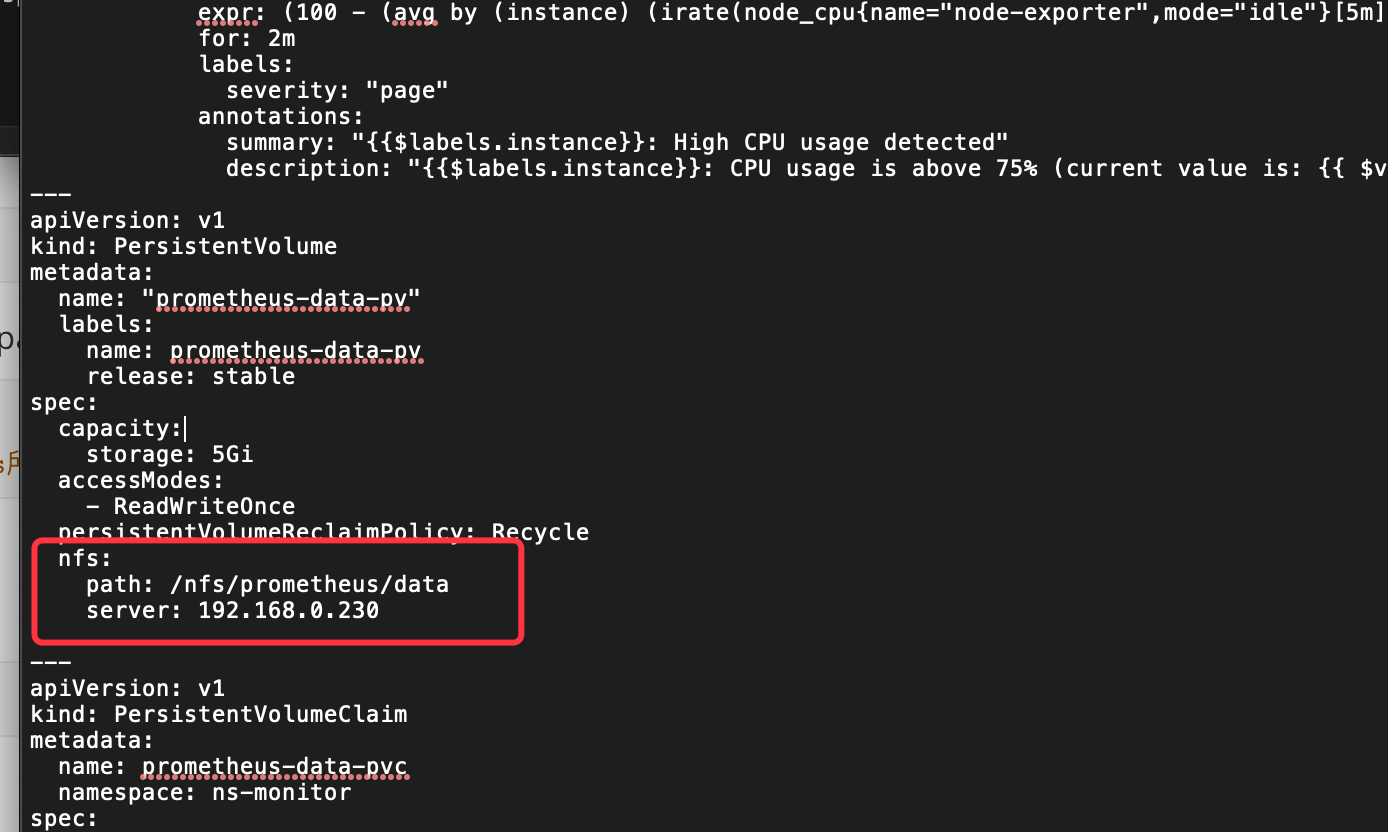 expr: (100 - (avg by (instance) (irate(node_cpu{name="node-exporter",mode="idle"}[5m]
for: 2m
labels:
severity: "page"
annotations:
summary: "{{$labels.instance}}: High CPU usage detected"
description: "{{$labels.instance}}: CPU usage is above 75% (current value is: {{ $v
---
apiVersion: v1
kind: PersistentVolume
metadata:
name: "prometheus-data-pv"
labels:
name: prometheus-data-pv
release: stable
spec:
capacity:
storage: 5Gi
accessModes:
- ReadWriteOnce
persistentVolumeReclaimPolicy: Recycle
nfs:
path: /nfs/prometheus/data
server: 192.168.0.230
---
apiVersion: v1
kind: PersistentVolumeClaim
metadata:
name: prometheus-data-pvc
namespace: ns-monitor
spec: